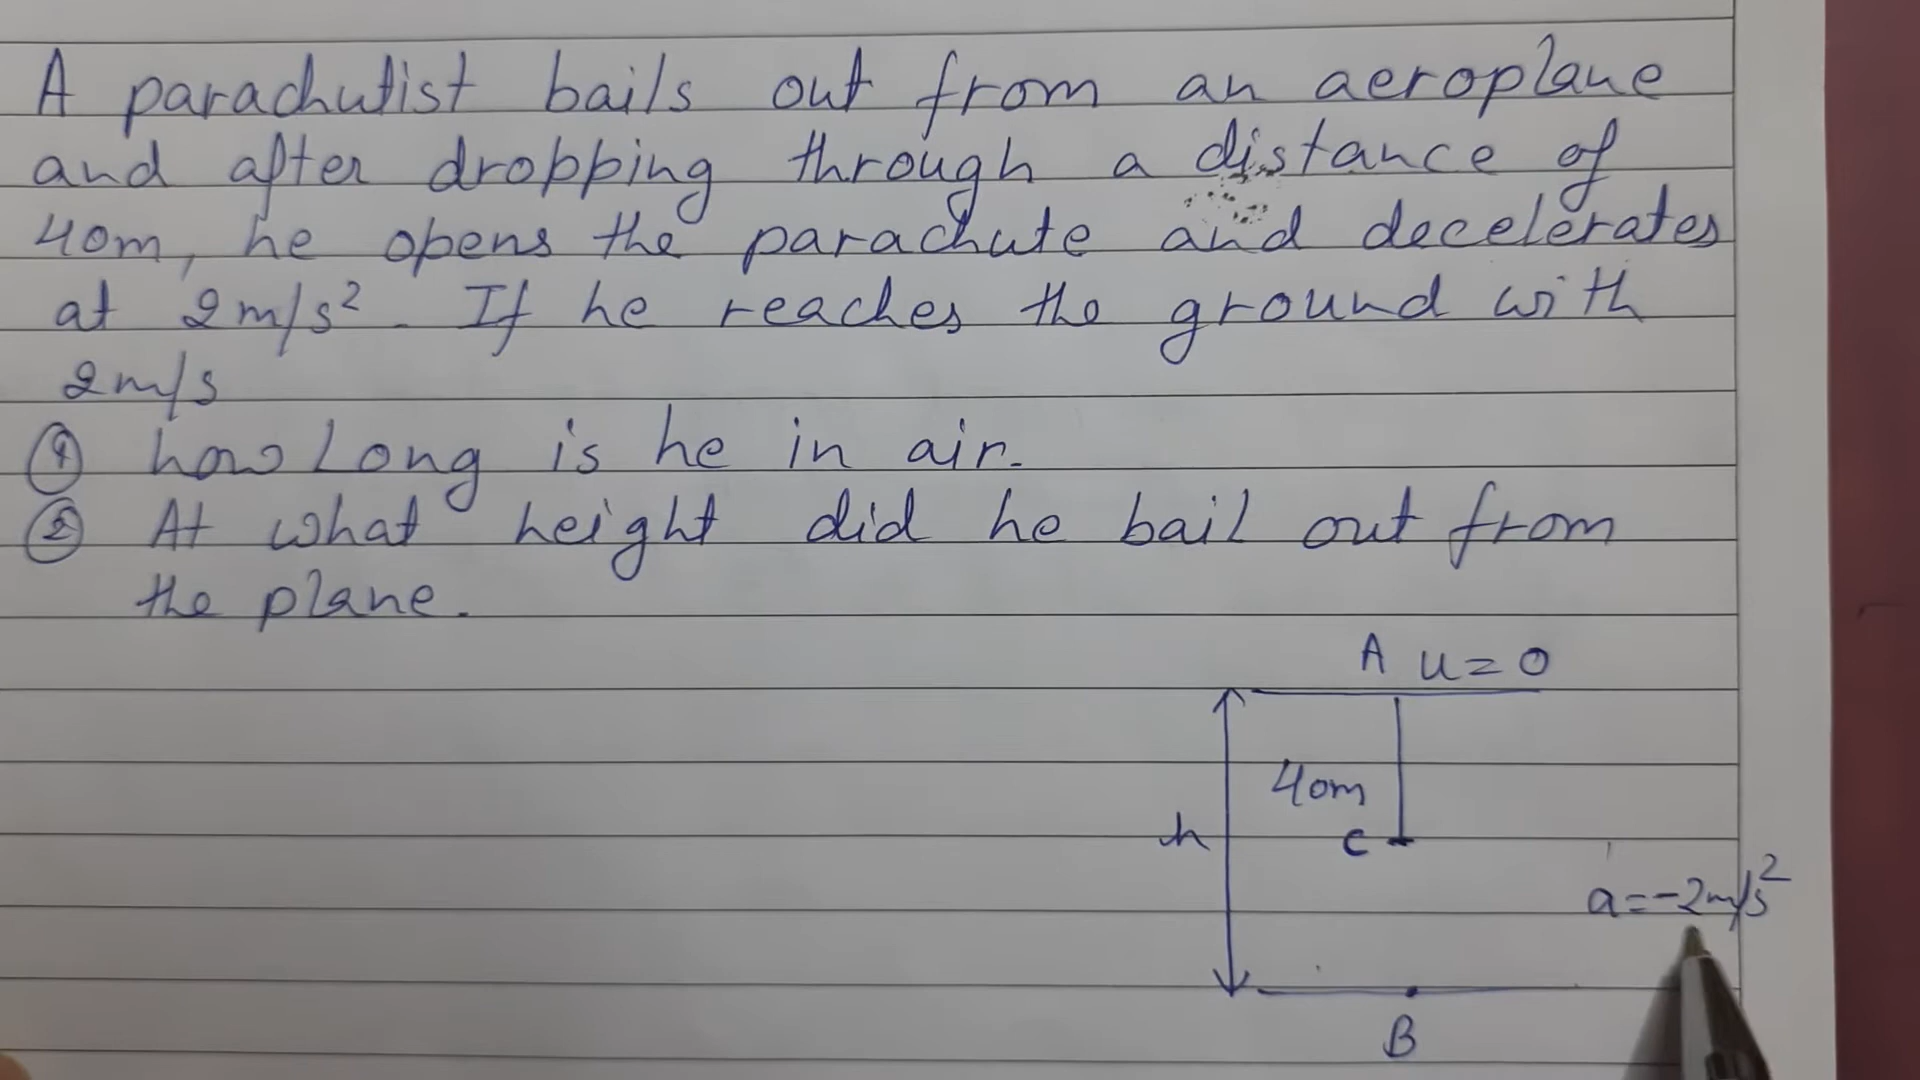 A parachutist bails out from an aeroplane
and after dropping through a distance of
40m, he opens the parachute and decelerates
at 2m/s². If he reaches the ground with
2m/s
① how long is he in air.
② At what height did he bail out from
the plane.
A u=0
40m
h
C
a=-2m/s²
B